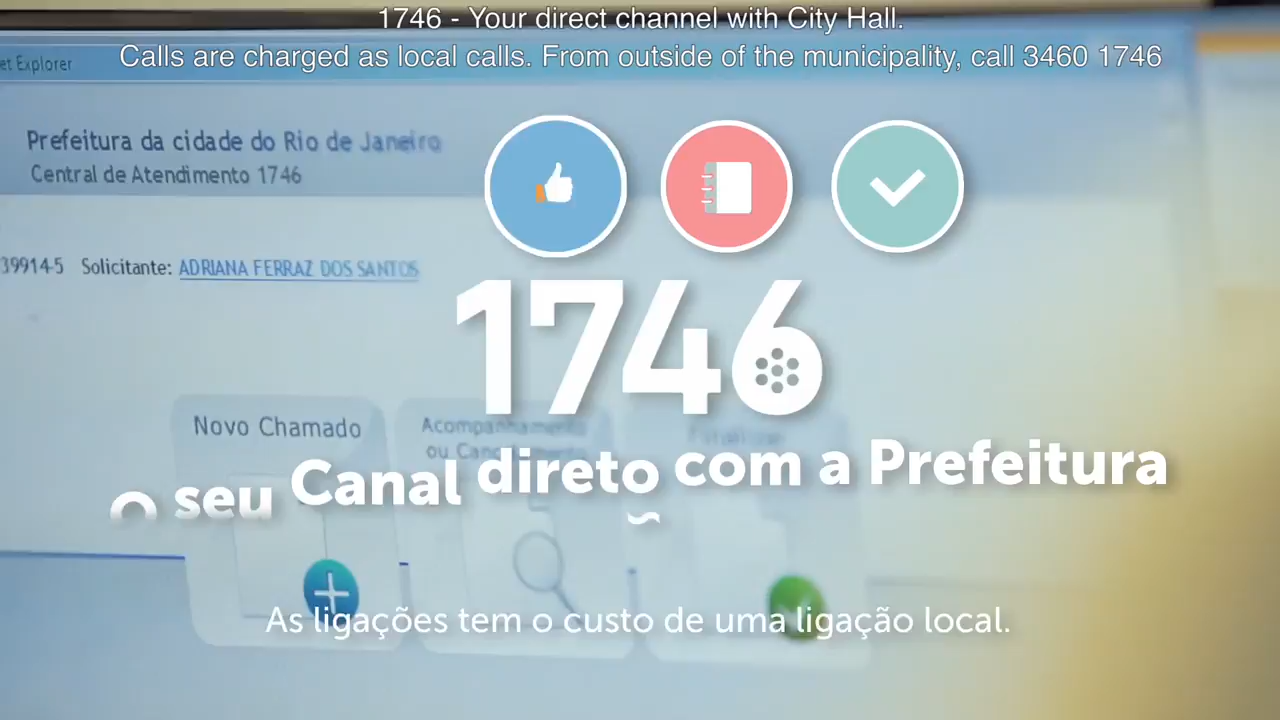 1746 - Your direct channel with City Hall.
Calls are charged as local calls. From outside of the municipality, call 3460 1746
et Explorer
Prefeitura da cidade do Rio de Janeiro
Central de Atendimento 1746
39914-5 Solicitante: ADRIANA FERRAZ DOS SANTOS
1746
Novo Chamado
Acompanhamento
ou
O seu Canal direto com a Prefeitura
As ligações tem o custo de uma ligação local.